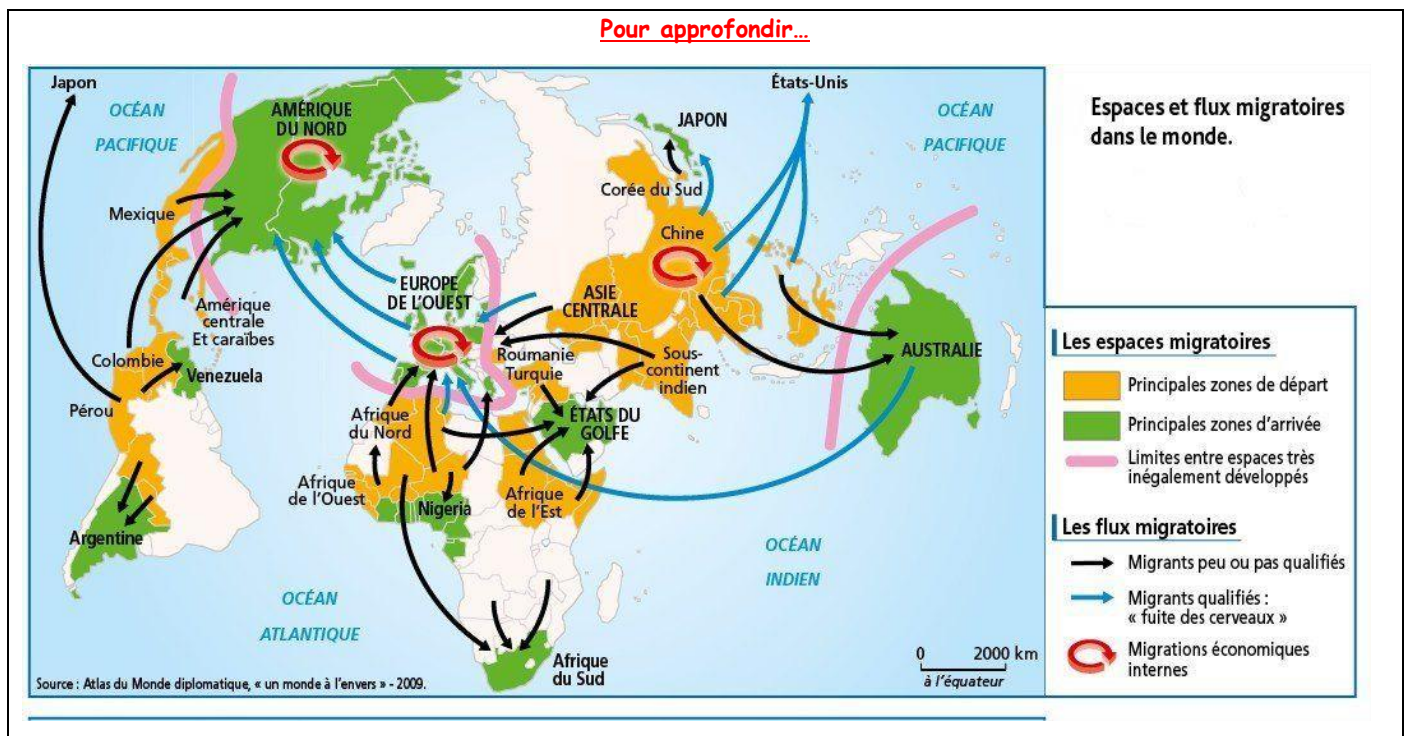 Pour approfondir…
Japon
OCÉAN
PACIFIQUE
AMÉRIQUE
DU NORD
Mexique
Amérique
centrale
Et caraïbes
Colombie
Venezuela
Pérou
Argentine
OCÉAN
ATLANTIQUE
EUROPE
DE L'OUEST
Afrique
du Nord
Afrique
de l'Ouest
Nigeria
Afrique
de l'Est
Afrique
du Sud
Roumanie
Turquie
ÉTATS DU
GOLFE
ASIE
CENTRALE
Sous-
continent
indien
Chine
Corée du Sud
JAPON
États-Unis
OCÉAN
PACIFIQUE
AUSTRALIE
OCÉAN
INDIEN
0 2000 km
à l'équateur
Source : Atlas du Monde diplomatique, « un monde à l'envers » - 2009.
Espaces et flux migratoires
dans le monde.
Les espaces migratoires
Principales zones de départ
Principales zones d'arrivée
Limites entre espaces très
inégalement développés
Les flux migratoires
Migrants peu ou pas qualifiés
Migrants qualifiés :
« fuite des cerveaux »
Migrations économiques
internes